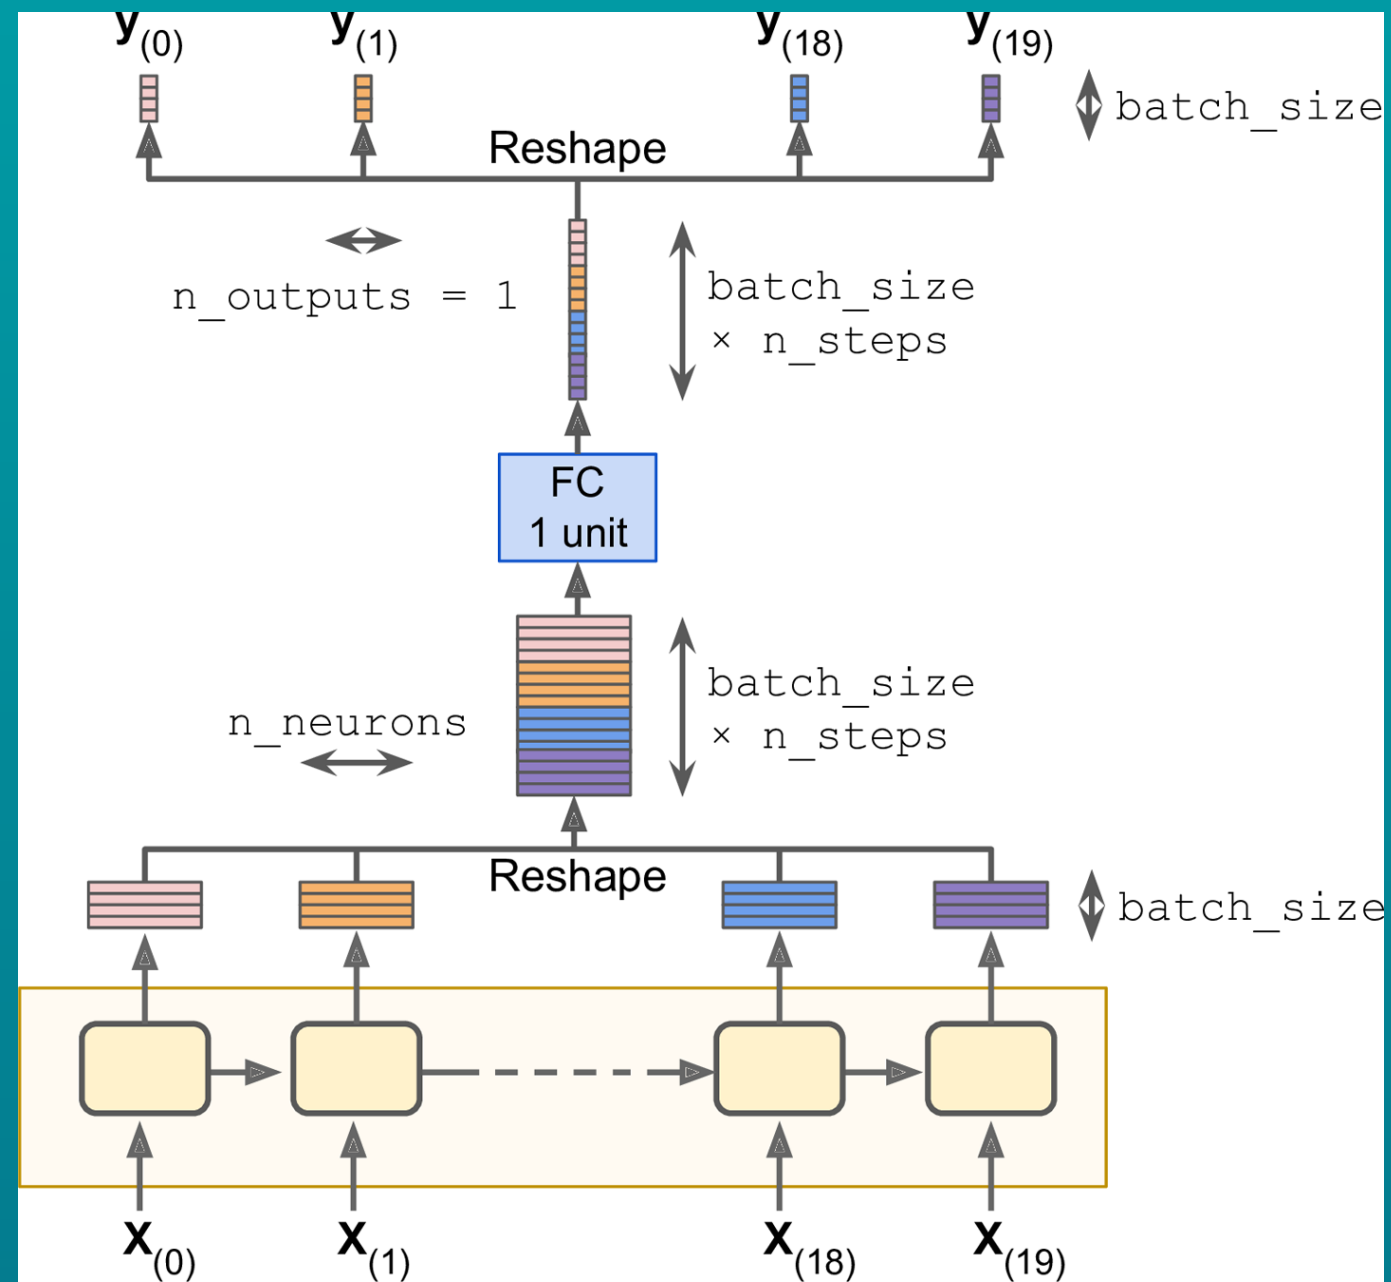 y(0) y(1) y(18) y(19)
batch_size
Reshape
n_outputs = 1
batch_size
× n_steps
FC
1 unit
n_neurons
batch_size
× n_steps
Reshape
batch_size
X(0) X(1) X(18) X(19)